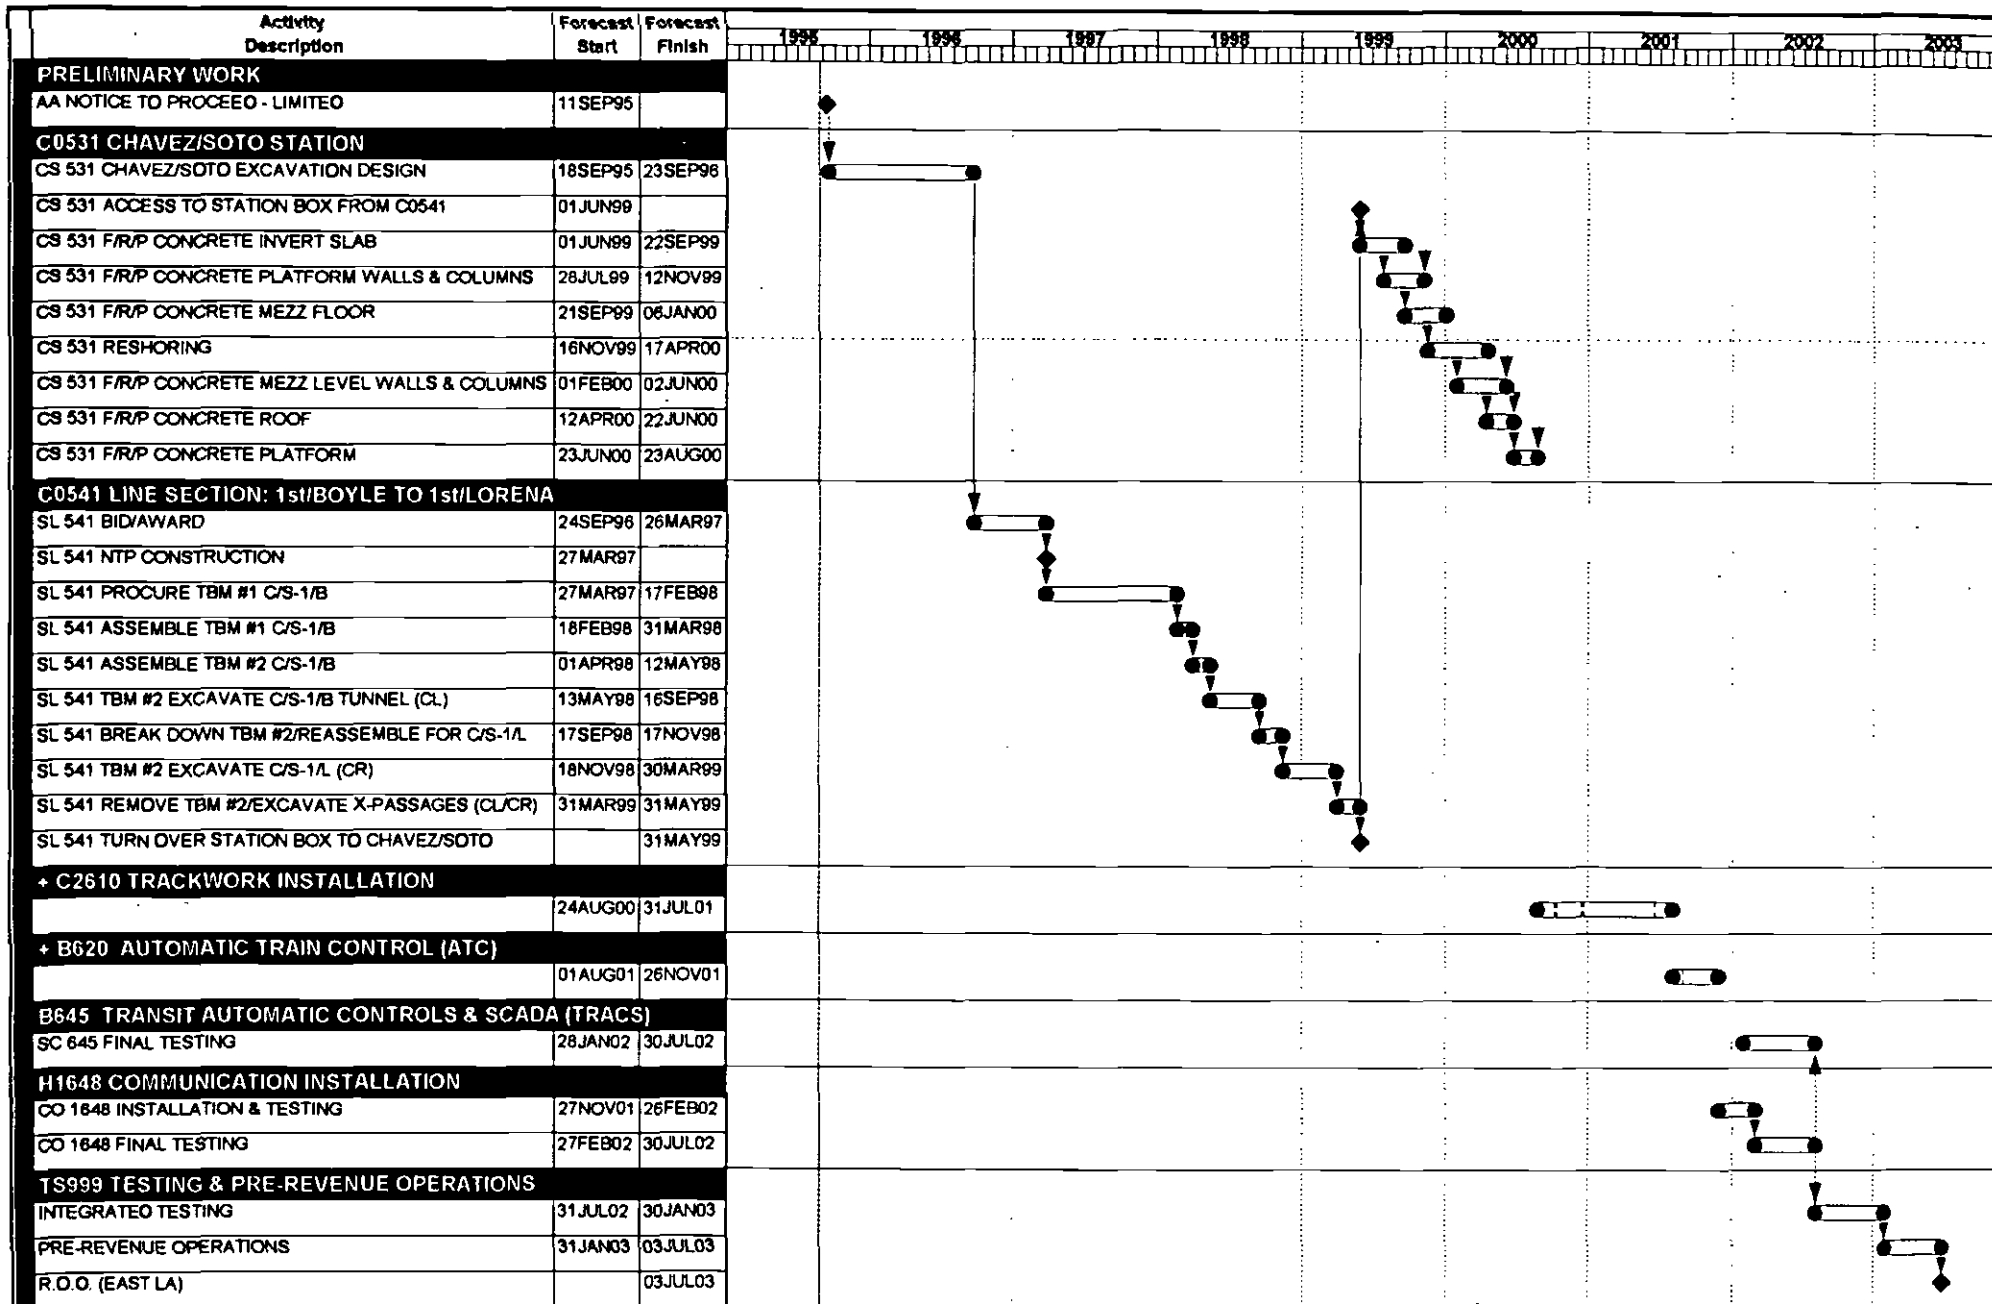 Activity Forecast Forecast
Description Start Finish
1995 1996 1997 1998 1999 2000 2001 2002 2003
PRELIMINARY WORK
AA NOTICE TO PROCEEO - LIMITEO 11SEP95
C0531 CHAVEZ/SOTO STATION
CS 531 CHAVEZ/SOTO EXCAVATION DESIGN 18SEP95 23SEP96
CS 531 ACCESS TO STATION BOX FROM C0541 01JUN99
CS 531 F/R/P CONCRETE INVERT SLAB 01JUN99 22SEP99
CS 531 F/R/P CONCRETE PLATFORM WALLS & COLUMNS 28JUL99 12NOV99
CS 531 F/R/P CONCRETE MEZZ FLOOR 21SEP99 06JAN00
CS 531 RESHORING 16NOV99 17APR00
CS 531 F/R/P CONCRETE MEZZ LEVEL WALLS & COLUMNS 01FEB00 02JUN00
CS 531 F/R/P CONCRETE ROOF 12APR00 22JUN00
CS 531 F/R/P CONCRETE PLATFORM 23JUN00 23AUG00
C0541 LINE SECTION: 1st/BOYLE TO 1st/LORENA
SL 541 BID/AWARD 24SEP96 26MAR97
SL 541 NTP CONSTRUCTION 27MAR97
SL 541 PROCURE TBM #1 C/S-1/B 27MAR97 17FEB98
SL 541 ASSEMBLE TBM #1 C/S-1/B 18FEB98 31MAR98
SL 541 ASSEMBLE TBM #2 C/S-1/B 01APR98 12MAY98
SL 541 TBM #2 EXCAVATE C/S-1/B TUNNEL (CL) 13MAY98 16SEP98
SL 541 BREAK DOWN TBM #2/REASSEMBLE FOR C/S-1/L 17SEP98 17NOV98
SL 541 TBM #2 EXCAVATE C/S-1/L (CR) 18NOV98 30MAR99
SL 541 REMOVE TBM #2/EXCAVATE X-PASSAGES (CL/CR) 31MAR99 31MAY99
SL 541 TURN OVER STATION BOX TO CHAVEZ/SOTO 31MAY99
+ C2610 TRACKWORK INSTALLATION
24AUG00 31JUL01
+ B620 AUTOMATIC TRAIN CONTROL (ATC)
01AUG01 26NOV01
B645 TRANSIT AUTOMATIC CONTROLS & SCADA (TRACS)
SC 645 FINAL TESTING 28JAN02 30JUL02
H1648 COMMUNICATION INSTALLATION
CO 1648 INSTALLATION & TESTING 27NOV01 26FEB02
CO 1648 FINAL TESTING 27FEB02 30JUL02
TS999 TESTING & PRE-REVENUE OPERATIONS
INTEGRATEO TESTING 31JUL02 30JAN03
PRE-REVENUE OPERATIONS 31JAN03 03JUL03
R.O.O. (EAST LA) 03JUL03